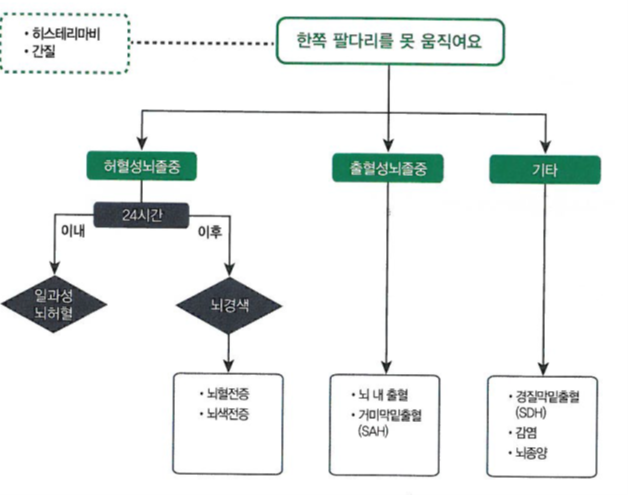 • 히스테리마비
• 간질
한쪽 팔다리를 못 움직여요
허혈성뇌졸중
출혈성뇌졸중
기타
24시간
이내
이후
일과성
뇌허혈
뇌경색
• 뇌혈전증
• 뇌색전증
• 뇌 내 출혈
• 거미막밑출혈
(SAH)
• 경질막밑출혈
(SDH)
• 감염
• 뇌종양